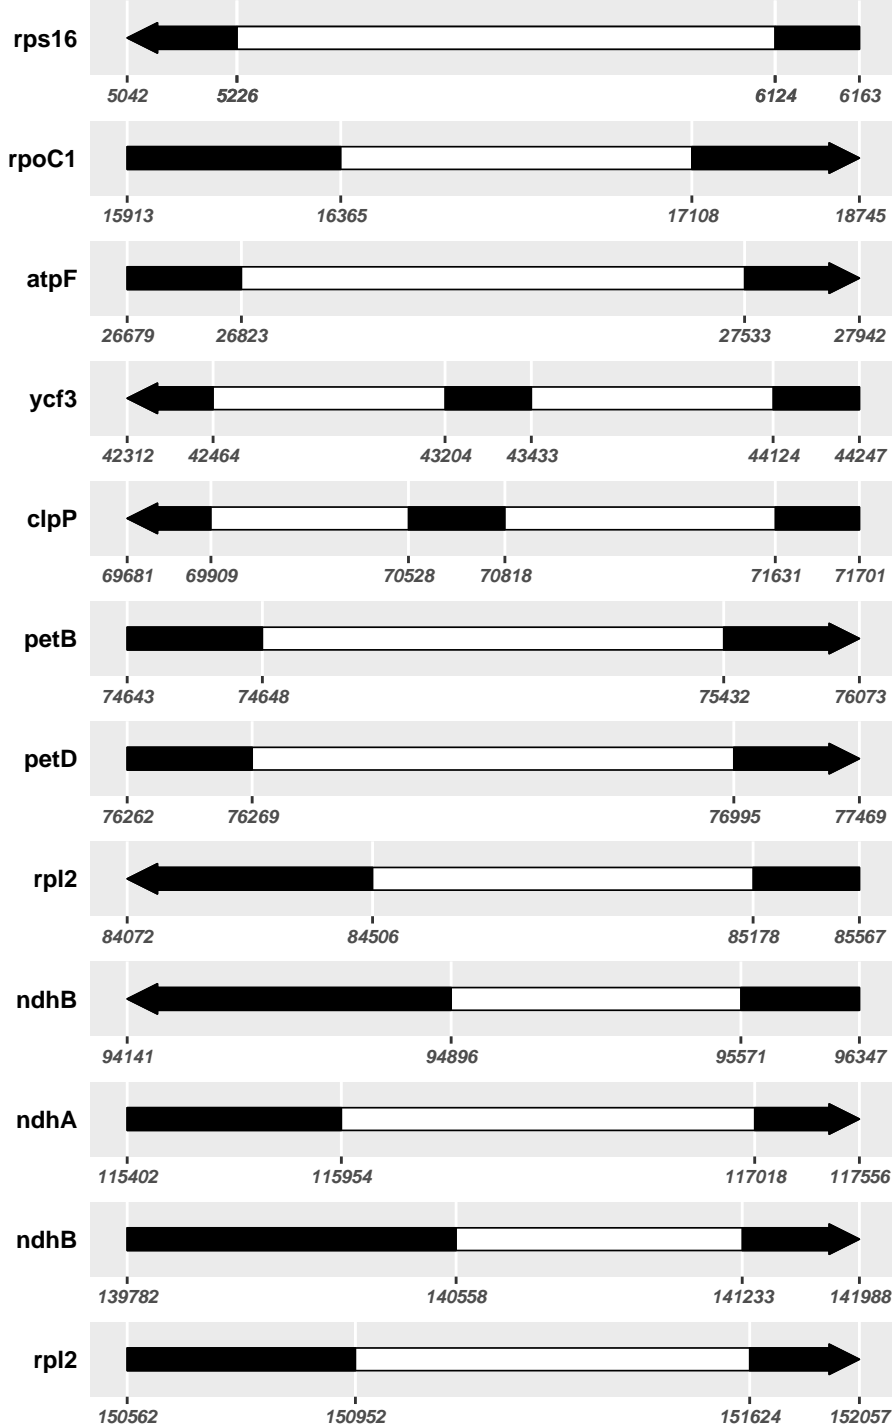 rps16
5042 5226 6124 6163
rpoC1
15913 16365 17108 18745
atpF
26679 26823 27533 27942
ycf3
42312 42464 43204 43433 44124 44247
clpP
69681 69909 70528 70818 71631 71701
petB
74643 74648 75432 76073
petD
76262 76269 76995 77469
rpl2
84072 84506 85178 85567
ndhB
94141 94896 95571 96347
ndhA
115402 115954 117018 117556
ndhB
139782 140558 141233 141988
rpl2
150562 150952 151624 152057